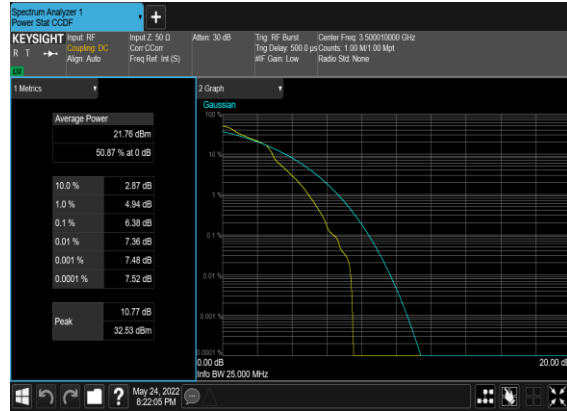 Spectrum Analyzer 1
Power Stat CCDF
KEYSIGHT
R T
LV
Input: RF
Coupling: DC
Align: Auto
Input Z: 50 Ω
Corr CCorr
Freq Ref: Int (S)
Atten: 30 dB
Trig: RF Burst
Trig Delay: 500.0 µs
#IF Gain: Low
Center Freq: 3.500010000 GHz
Counts: 1.00 M/1.00 Mpt
Radio Std: None
1 Metrics
Average Power
21.76 dBm
50.87 % at 0 dB
10.0 % 2.87 dB
1.0 % 4.94 dB
0.1 % 6.38 dB
0.01 % 7.36 dB
0.001 % 7.48 dB
0.0001 % 7.52 dB
Peak
10.77 dB
32.53 dBm
2 Graph
Gaussian
100 %
10 %
1 %
0.1 %
0.01 %
0.001 %
0.0001 %
0.00 dB
20.00 dB
Info BW 25.000 MHz
?
May 24, 2022
8:22:05 PM